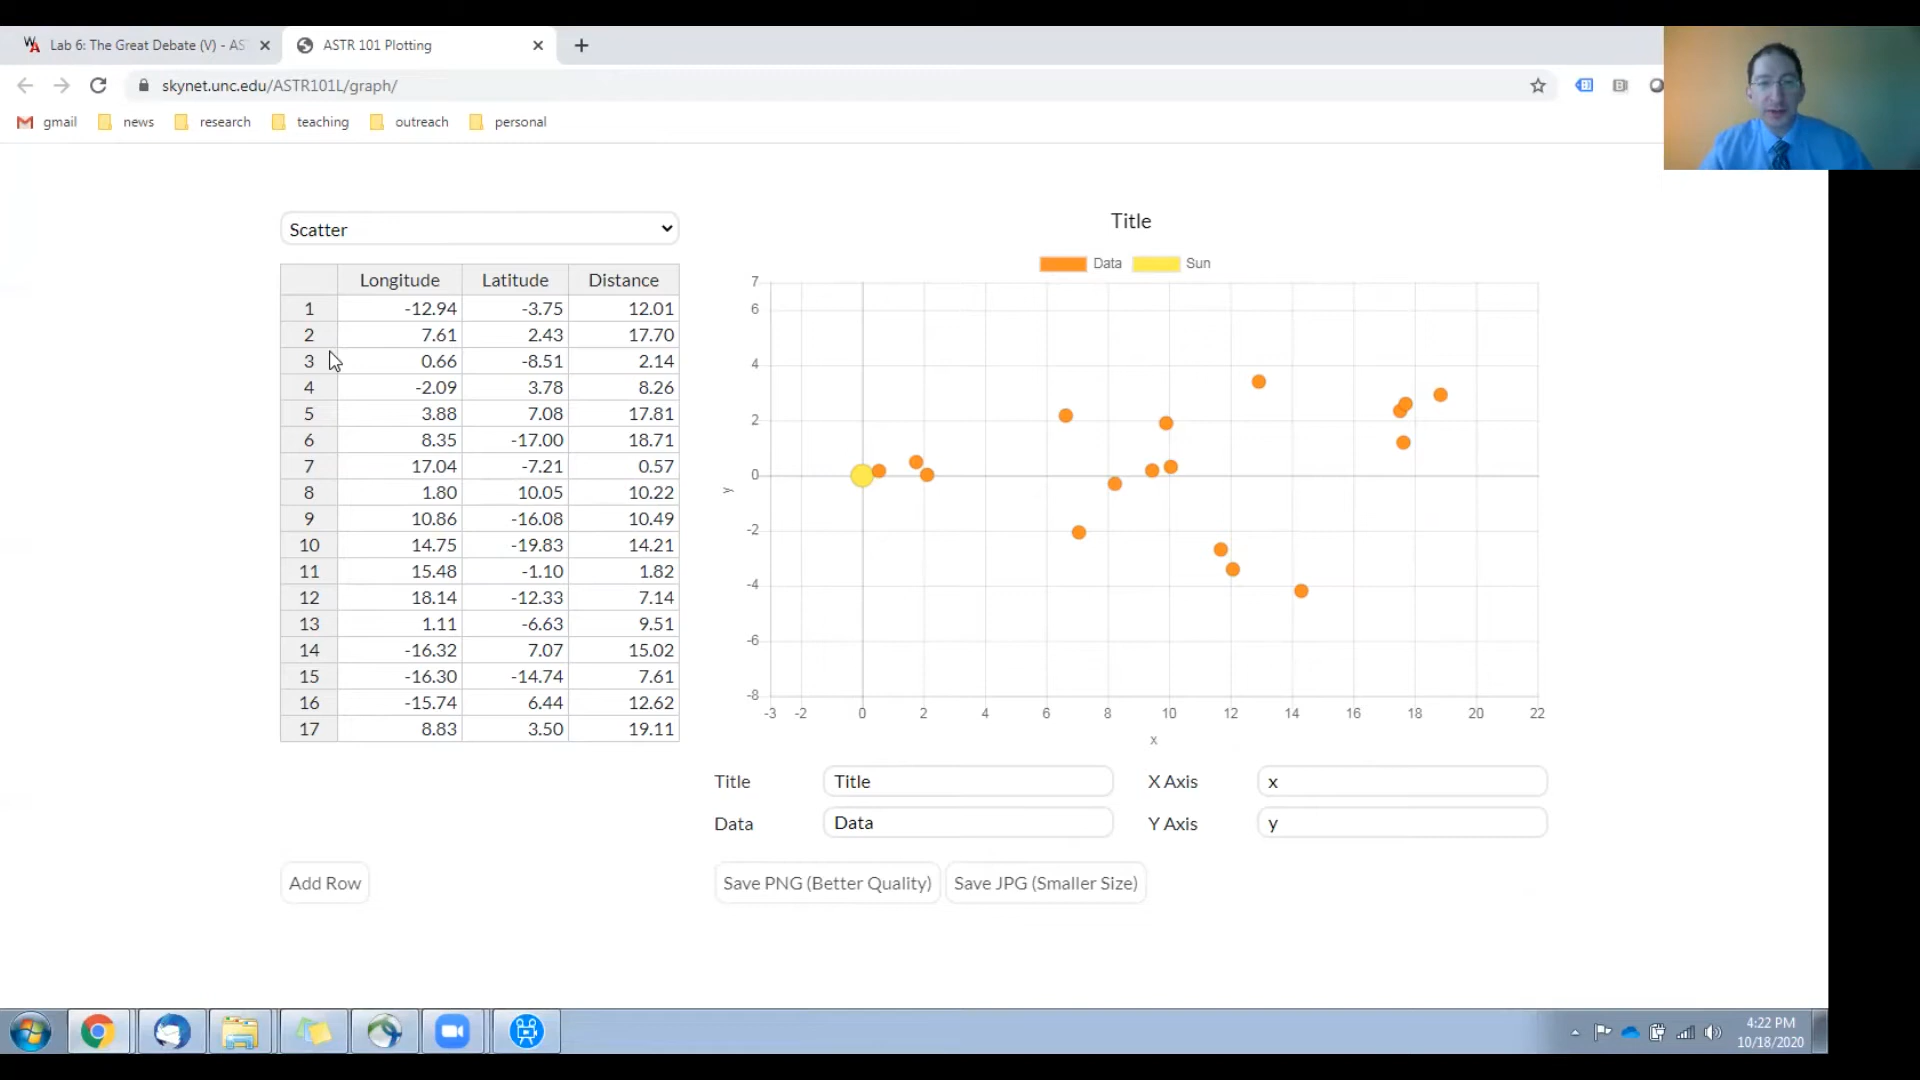 Lab 6: The Great Debate (V) - AS
ASTR 101 Plotting
skynet.unc.edu/ASTR101L/graph/
gmail news research teaching outreach personal
Scatter
Longitude Latitude Distance
1 -12.94 -3.75 12.01
2 7.61 2.43 17.70
3 0.66 -8.51 2.14
4 -2.09 3.78 8.26
5 3.88 7.08 17.81
6 8.35 -17.00 18.71
7 17.04 -7.21 0.57
8 1.80 10.05 10.22
9 10.86 -16.08 10.49
10 14.75 -19.83 14.21
11 15.48 -1.10 1.82
12 18.14 -12.33 7.14
13 1.11 -6.63 9.51
14 -16.32 7.07 15.02
15 -16.30 -14.74 7.61
16 -15.74 6.44 12.62
17 8.83 3.50 19.11
Add Row
Title
Data Sun
7
6
4
2
0
-2
-4
-6
-8
y
-3 -2 0 2 4 6 8 10 12 14 16 18 20 22
x
Title Title X Axis x
Data Data Y Axis y
Save PNG (Better Quality) Save JPG (Smaller Size)
4:22 PM
10/18/2020